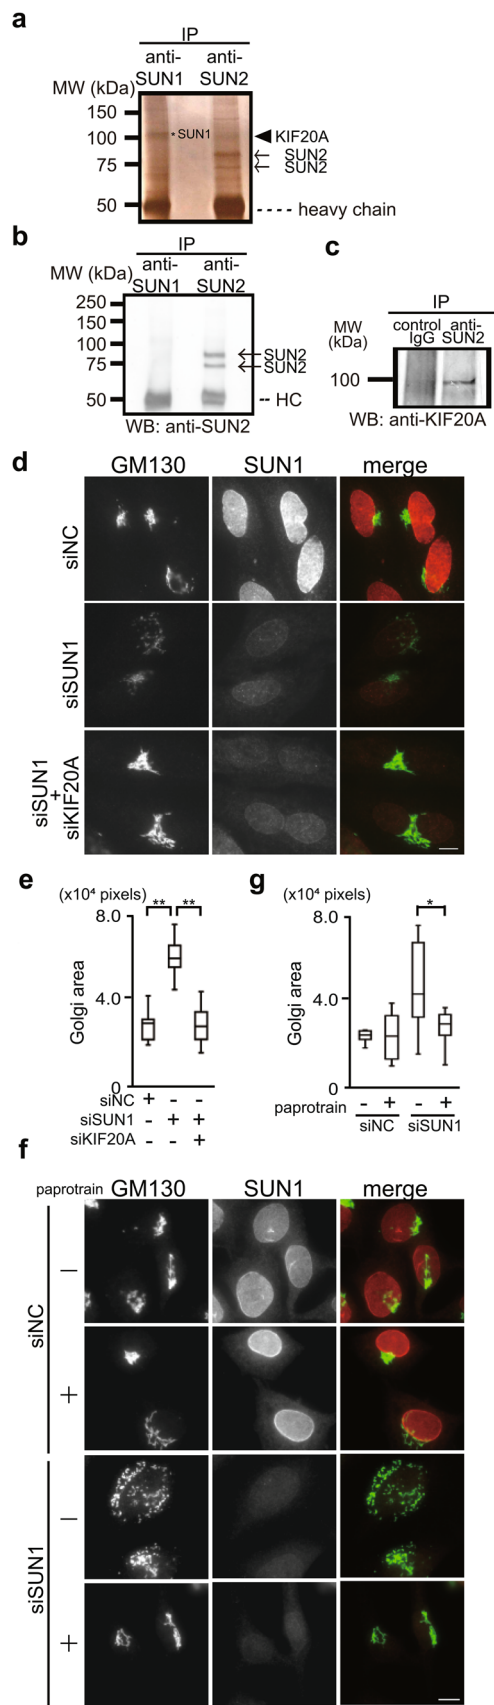 a
IP
anti-
SUN1
anti-
SUN2
MW (kDa)
150
100
75
50
* SUN1
KIF20A
SUN2
SUN2
heavy chain
b
IP
anti-
SUN1
anti-
SUN2
MW (kDa)
250
150
100
75
50
SUN2
SUN2
HC
WB: anti-SUN2
c
IP
MW
(kDa)
control
IgG
anti-
SUN2
100
WB: anti-KIF20A
d
GM130 SUN1 merge
siNC
siSUN1
siSUN1
+
siKIF20A
e
(x10⁴ pixels)
** **
8.0
4.0
0
Golgi area
siNC + - -
siSUN1 - + +
siKIF20A - - +
g
(x10⁴ pixels)
*
8.0
4.0
0
Golgi area
paprotrain - + - +
siNC siSUN1
f
paprotrain GM130 SUN1 merge
siNC
−
+
siSUN1
−
+